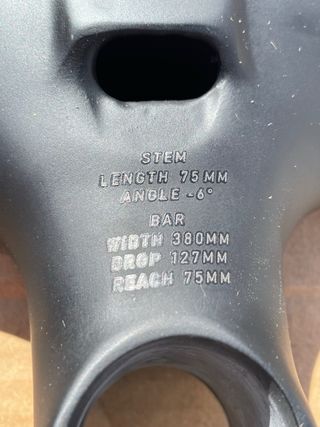 STEM
LENGTH 75MM
ANGLE -6°
BAR
WIDTH 380MM
DROP 127MM
REACH 75MM